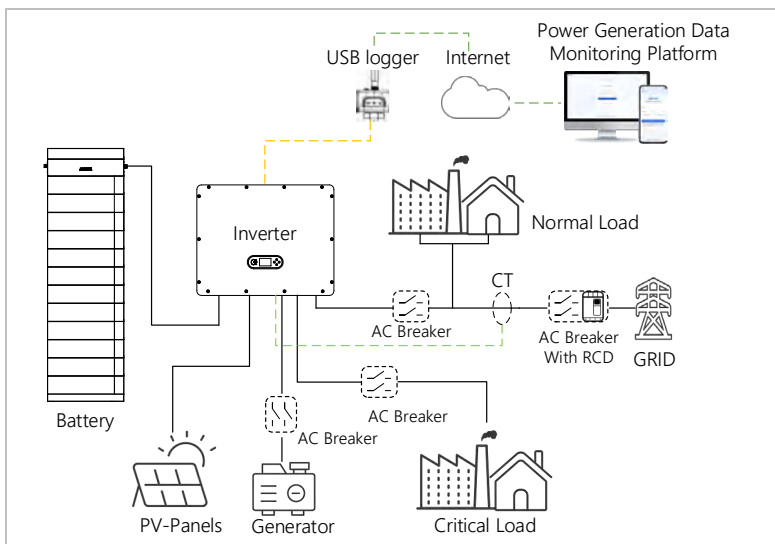 Power Generation Data
Monitoring Platform
USB logger
Internet
Inverter
Normal Load
CT
AC Breaker
AC Breaker
With RCD
GRID
Battery
AC Breaker
AC Breaker
PV-Panels
Generator
Critical Load